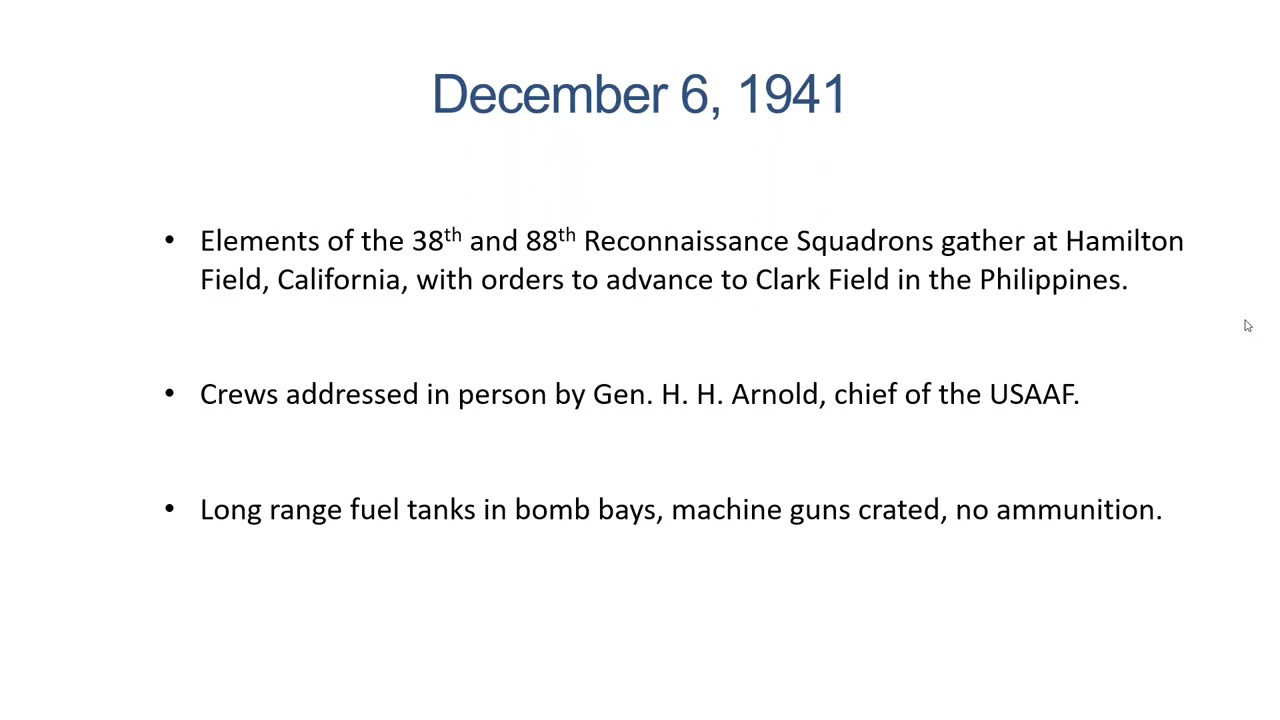 December 6, 1941
• Elements of the 38th and 88th Reconnaissance Squadrons gather at Hamilton
Field, California, with orders to advance to Clark Field in the Philippines.
• Crews addressed in person by Gen. H. H. Arnold, chief of the USAAF.
• Long range fuel tanks in bomb bays, machine guns crated, no ammunition.